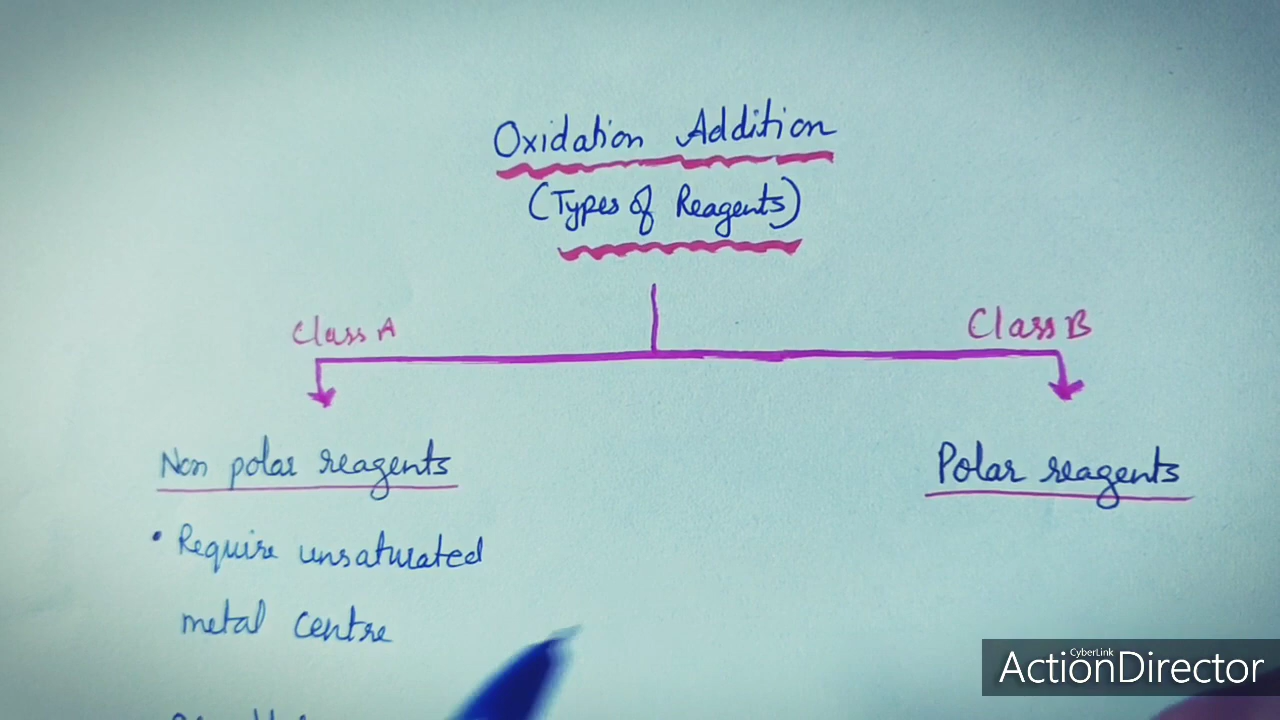 Oxidation Addition
(Types of Reagents)
Class A
Class B
Non polar reagents
Polar reagents
• Require unsaturated
metal centre
CyberLink
ActionDirector